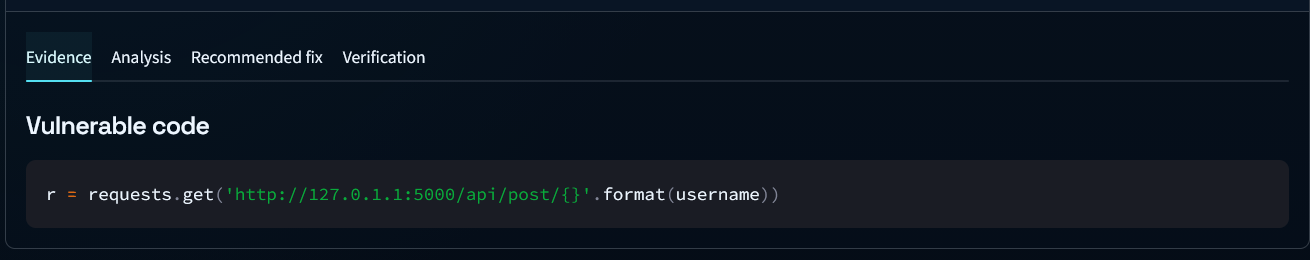 Evidence Analysis Recommended fix Verification
Vulnerable code
r = requests.get('http://127.0.1.1:5000/api/post/{}'.format(username))